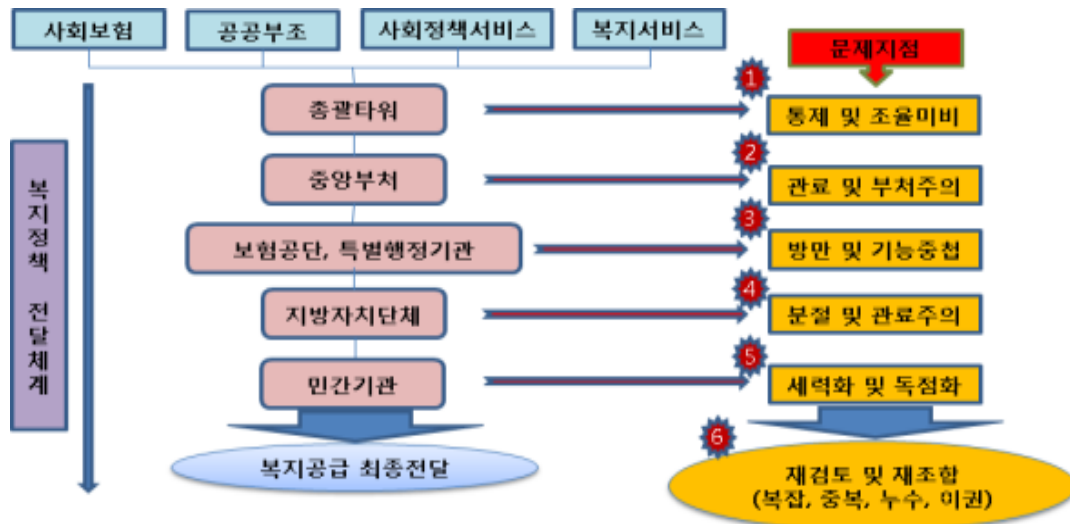 사회보험
공공부조
사회정책서비스
복지서비스
문제지점
복지정책 전달체계
총괄타워
1
통제 및 조율미비
중앙부처
2
관료 및 부처주의
보험공단, 특별행정기관
3
방만 및 기능중첩
지방자치단체
4
분절 및 관료주의
민간기관
5
세력화 및 독점화
복지공급 최종전달
6
재검토 및 재조합
(복잡, 중복, 누수, 이권)